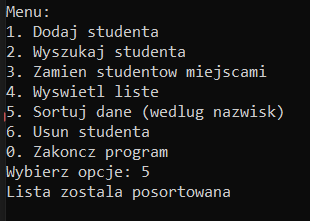 Menu:
1. Dodaj studenta
2. Wyszukaj studenta
3. Zamien studentow miejscami
4. Wyswietl liste
5. Sortuj dane (wedlug nazwisk)
6. Usun studenta
0. Zakoncz program
Wybierz opcje: 5
Lista zostala posortowana